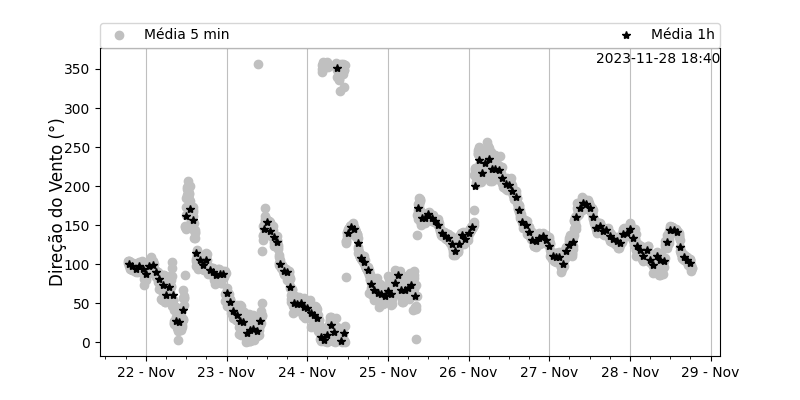 Média 5 min
Média 1h
2023-11-28 18:40
Direção do Vento (°)
350
300
250
200
150
100
50
0
22 - Nov
23 - Nov
24 - Nov
25 - Nov
26 - Nov
27 - Nov
28 - Nov
29 - Nov